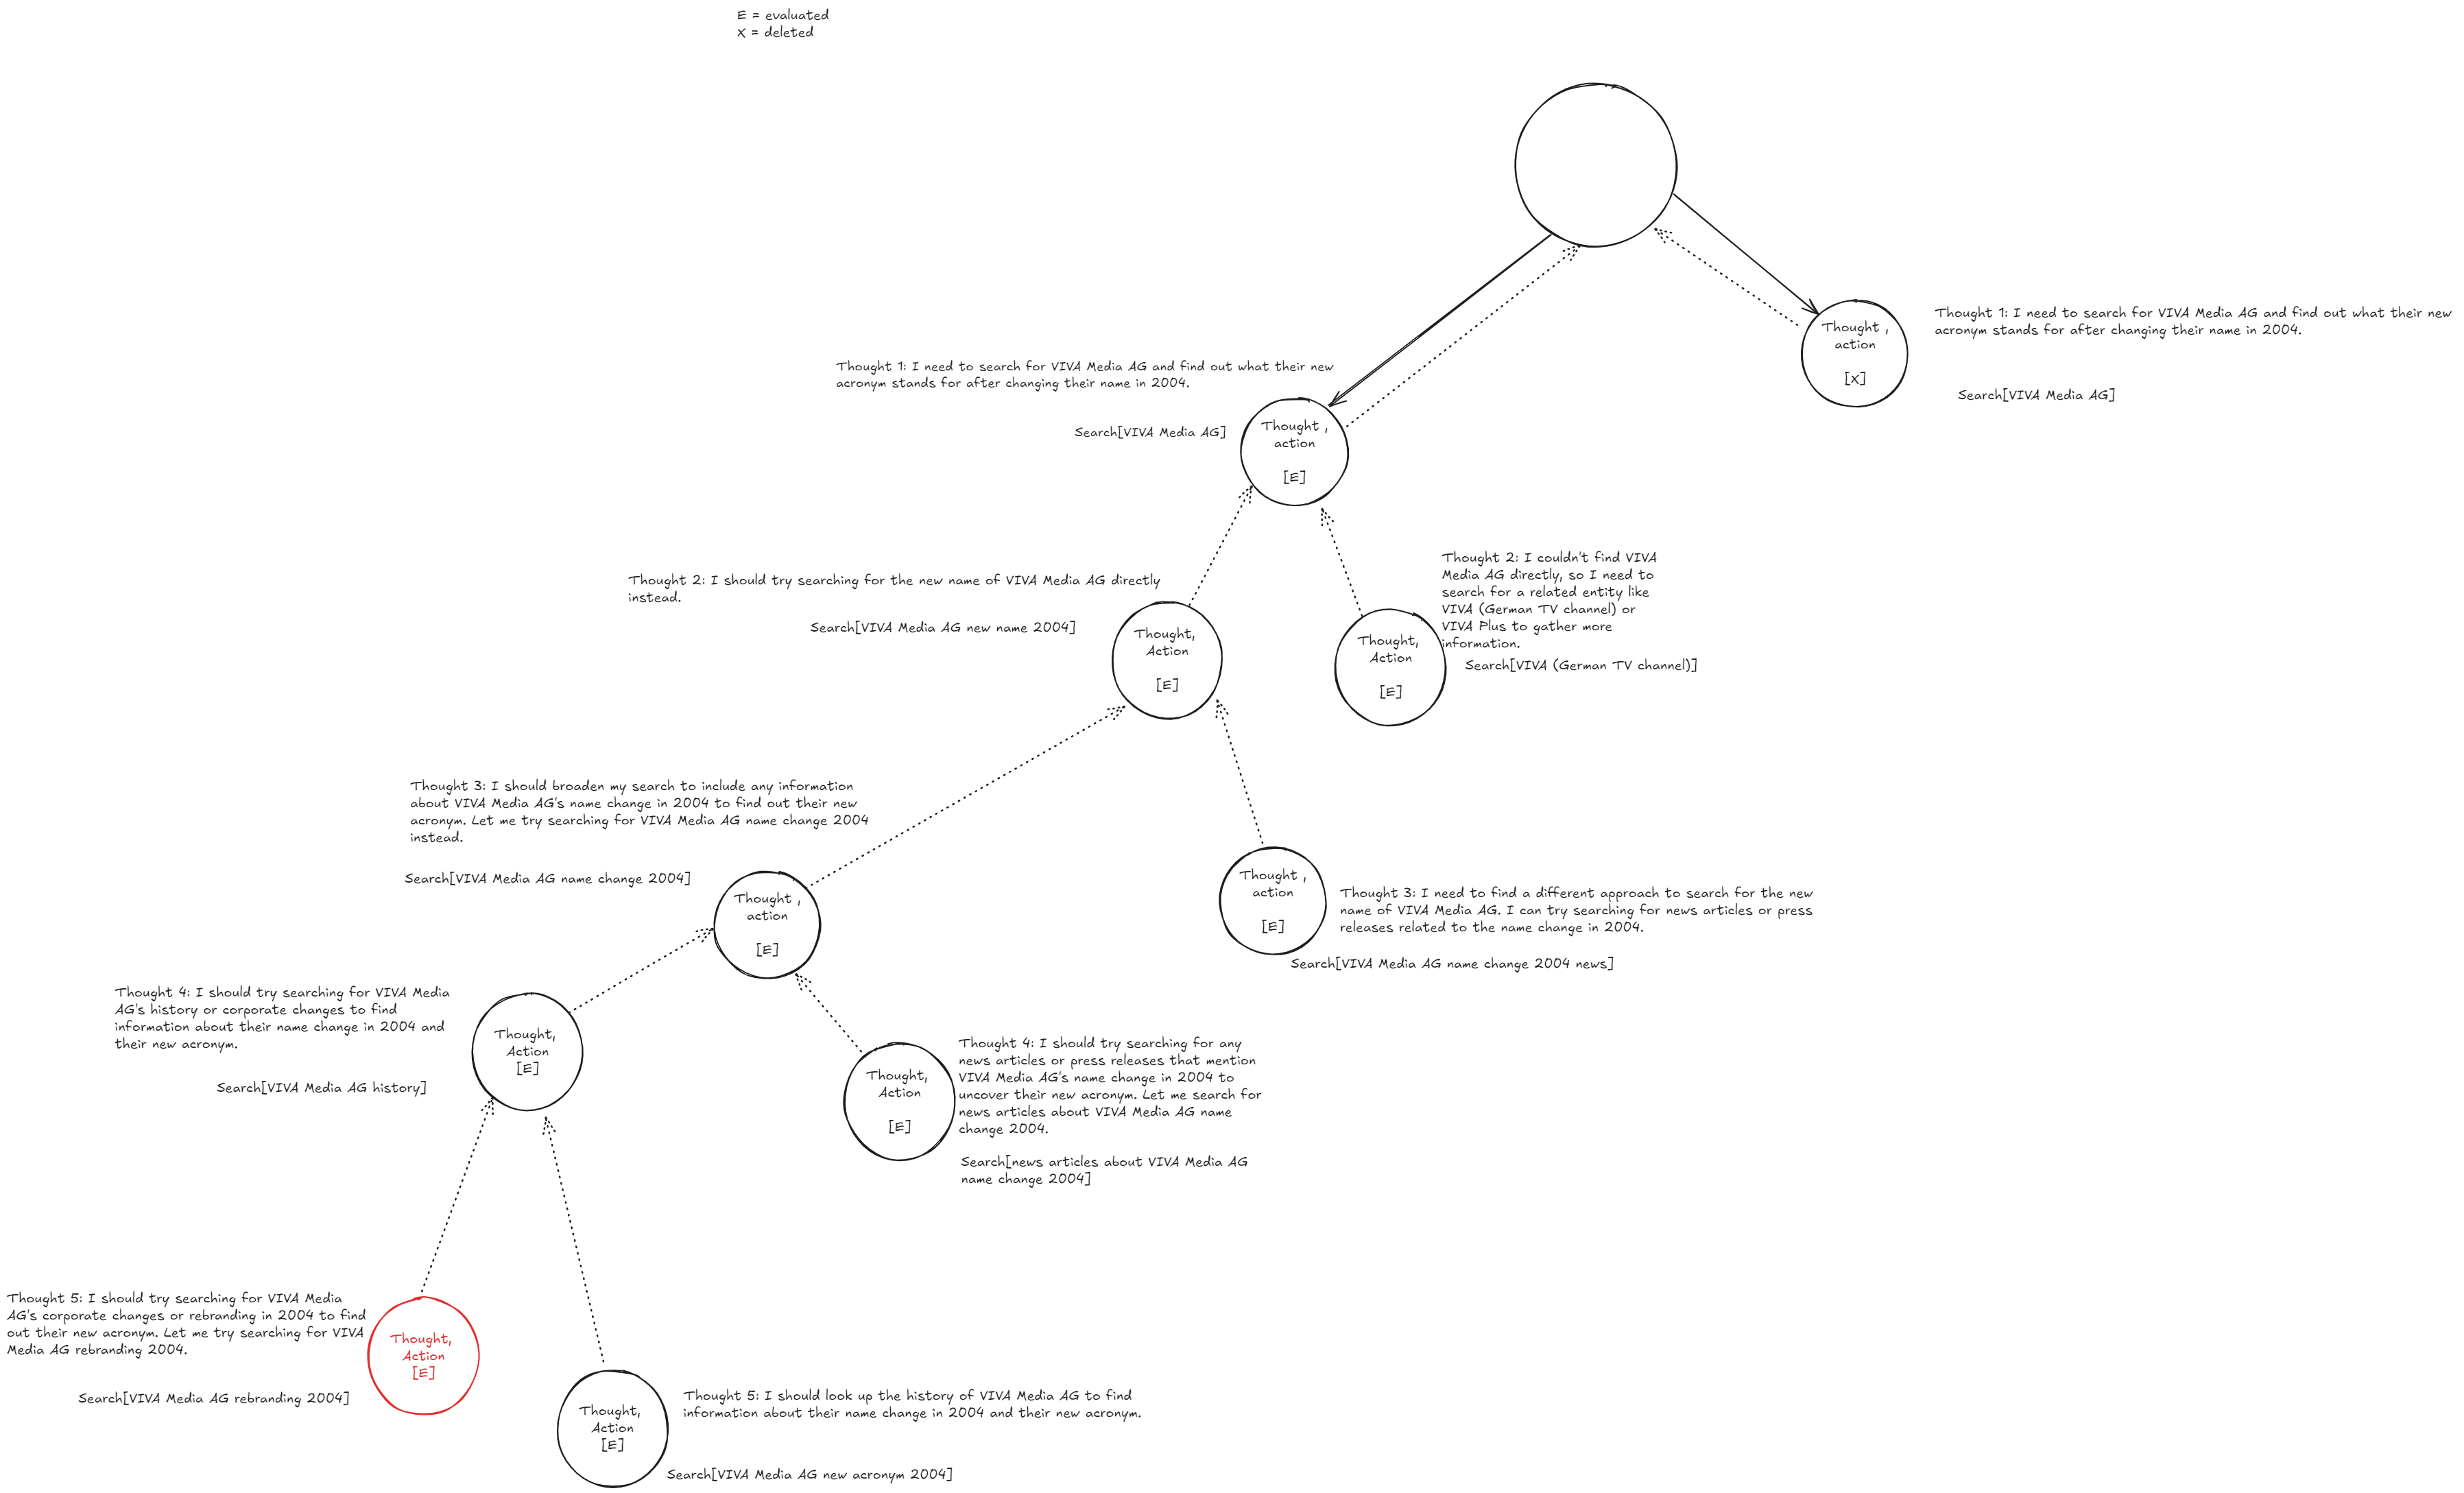 E = evaluated
X = deleted
Thought 1: I need to search for VIVA Media AG and find out what their new
acronym stands for after changing their name in 2004.
Thought ,
action
[X]
Search[VIVA Media AG]
Thought 1: I need to search for VIVA Media AG and find out what their new
acronym stands for after changing their name in 2004.
Search[VIVA Media AG]
Thought ,
action
[E]
Thought 2: I should try searching for the new name of VIVA Media AG directly
instead.
Search[VIVA Media AG new name 2004]
Thought,
Action
[E]
Thought 2: I couldn't find VIVA
Media AG directly, so I need to
search for a related entity like
VIVA (German TV channel) or
VIVA Plus to gather more
information.
Search[VIVA (German TV channel)]
Thought,
Action
[E]
Thought 3: I should broaden my search to include any information
about VIVA Media AG's name change in 2004 to find out their new
acronym. Let me try searching for VIVA Media AG name change 2004
instead.
Search[VIVA Media AG name change 2004]
Thought ,
action
[E]
Thought ,
action
[E]
Thought 3: I need to find a different approach to search for the new
name of VIVA Media AG. I can try searching for news articles or press
releases related to the name change in 2004.
Search[VIVA Media AG name change 2004 news]
Thought 4: I should try searching for VIVA Media
AG's history or corporate changes to find
information about their name change in 2004 and
their new acronym.
Search[VIVA Media AG history]
Thought,
Action
[E]
Thought,
Action
[E]
Thought 4: I should try searching for any
news articles or press releases that mention
VIVA Media AG's name change in 2004 to
uncover their new acronym. Let me search for
news articles about VIVA Media AG name
change 2004.
Search[news articles about VIVA Media AG
name change 2004]
Thought 5: I should try searching for VIVA Media
AG's corporate changes or rebranding in 2004 to find
out their new acronym. Let me try searching for VIVA
Media AG rebranding 2004.
Search[VIVA Media AG rebranding 2004]
Thought,
Action
[E]
Thought,
Action
[E]
Thought 5: I should look up the history of VIVA Media AG to find
information about their name change in 2004 and their new acronym.
Search[VIVA Media AG new acronym 2004]